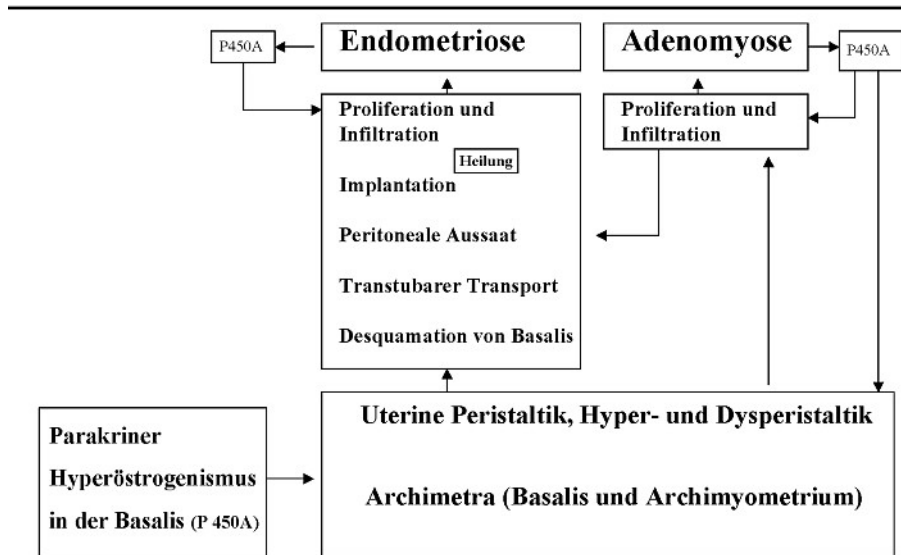 P450A
Endometriose
Adenomyose
P450A
Proliferation und
Infiltration
Heilung
Implantation
Peritoneale Aussaat
Transtubarer Transport
Desquamation von Basalis
Proliferation und
Infiltration
Parakriner
Hyperöstrogenismus
in der Basalis (P 450A)
Uterine Peristaltik, Hyper- und Dysperistaltik
Archimetra (Basalis und Archimyometrium)